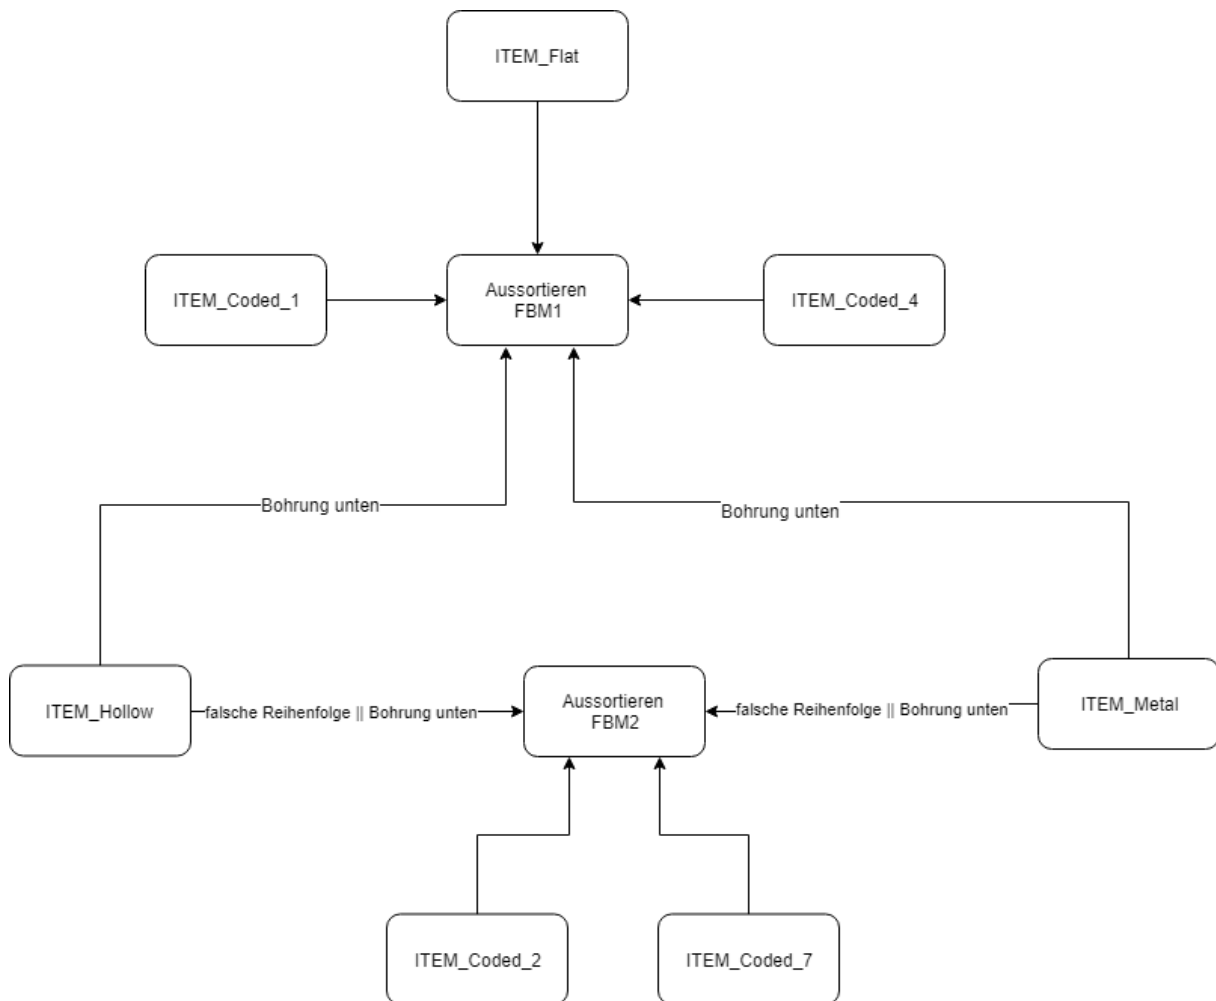 ITEM_Flat
ITEM_Coded_1
Aussortieren
FBM1
ITEM_Coded_4
Bohrung unten
Bohrung unten
ITEM_Hollow
falsche Reihenfolge || Bohrung unten
Aussortieren
FBM2
falsche Reihenfolge || Bohrung unten
ITEM_Metal
ITEM_Coded_2
ITEM_Coded_7